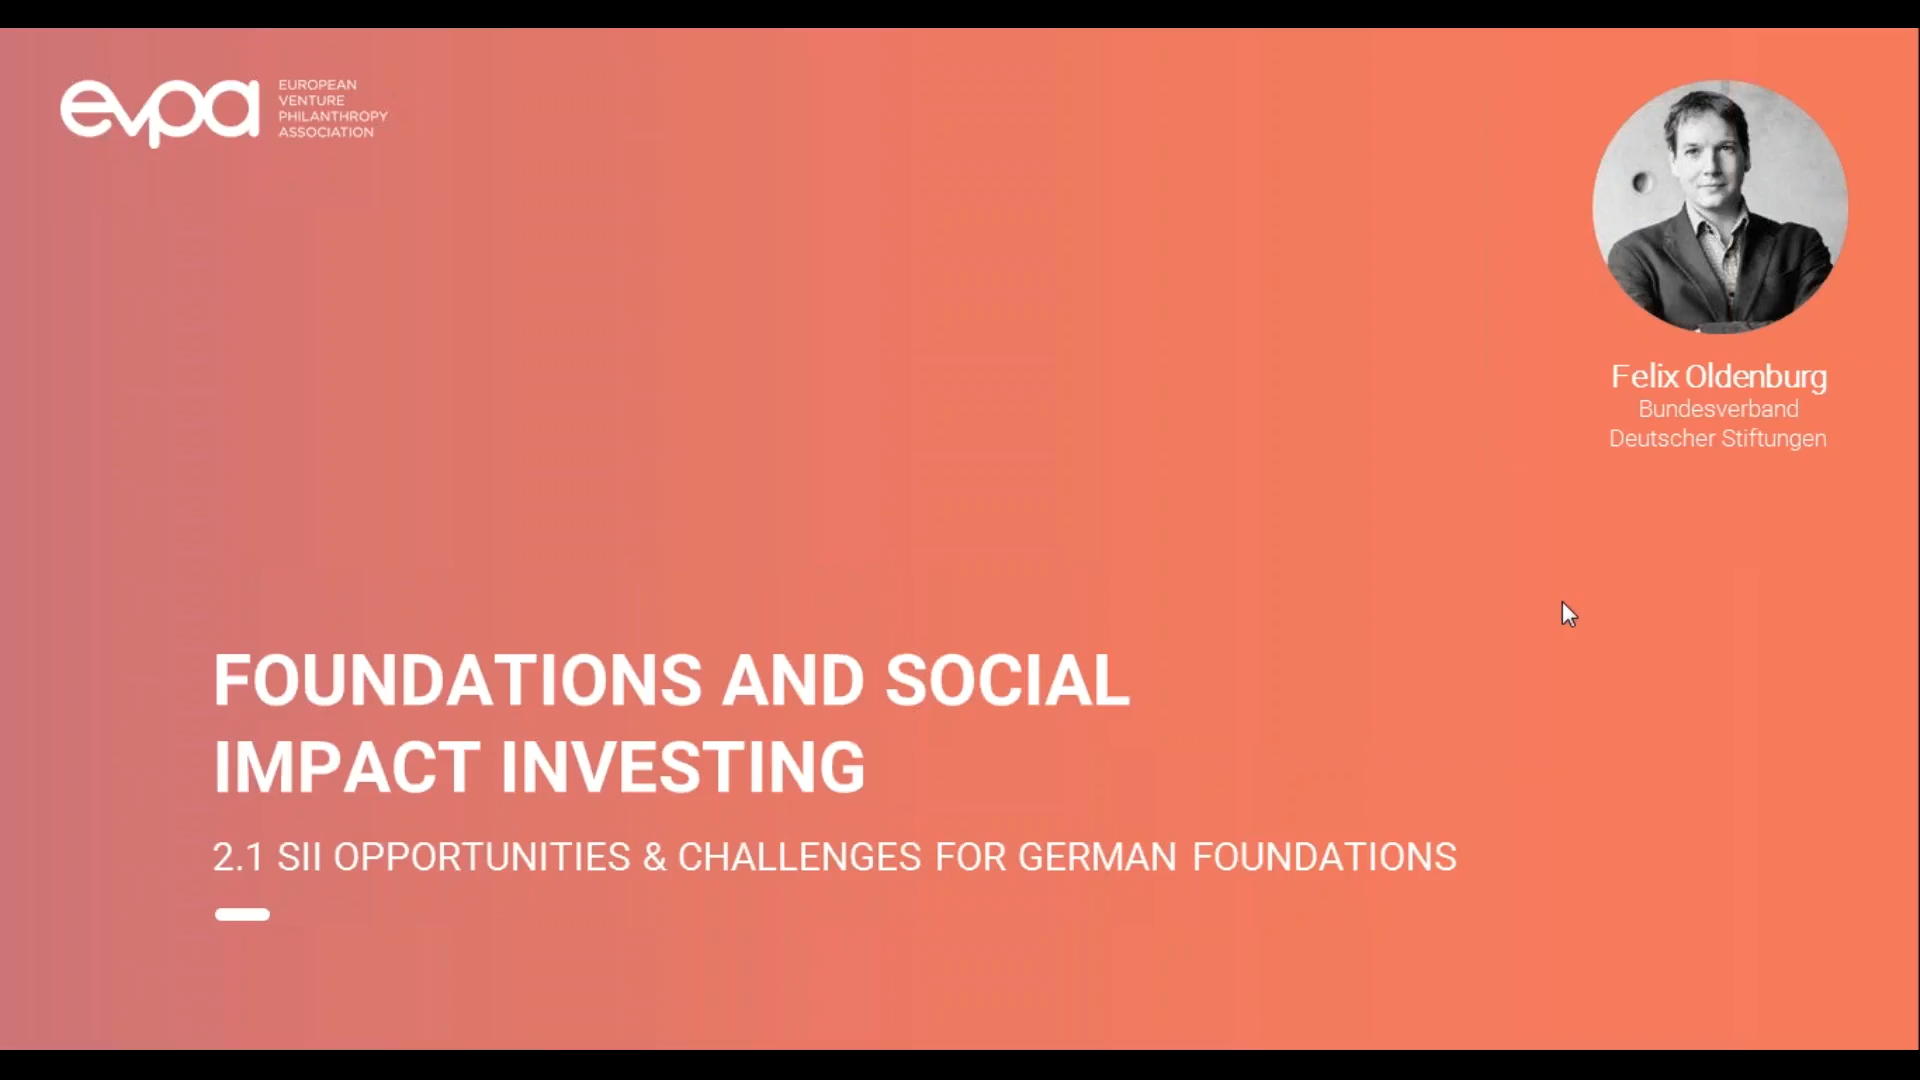 evpa
EUROPEAN
VENTURE
PHILANTHROPY
ASSOCIATION
Felix Oldenburg
Bundesverband
Deutscher Stiftungen
FOUNDATIONS AND SOCIAL
IMPACT INVESTING
2.1 SII OPPORTUNITIES & CHALLENGES FOR GERMAN FOUNDATIONS